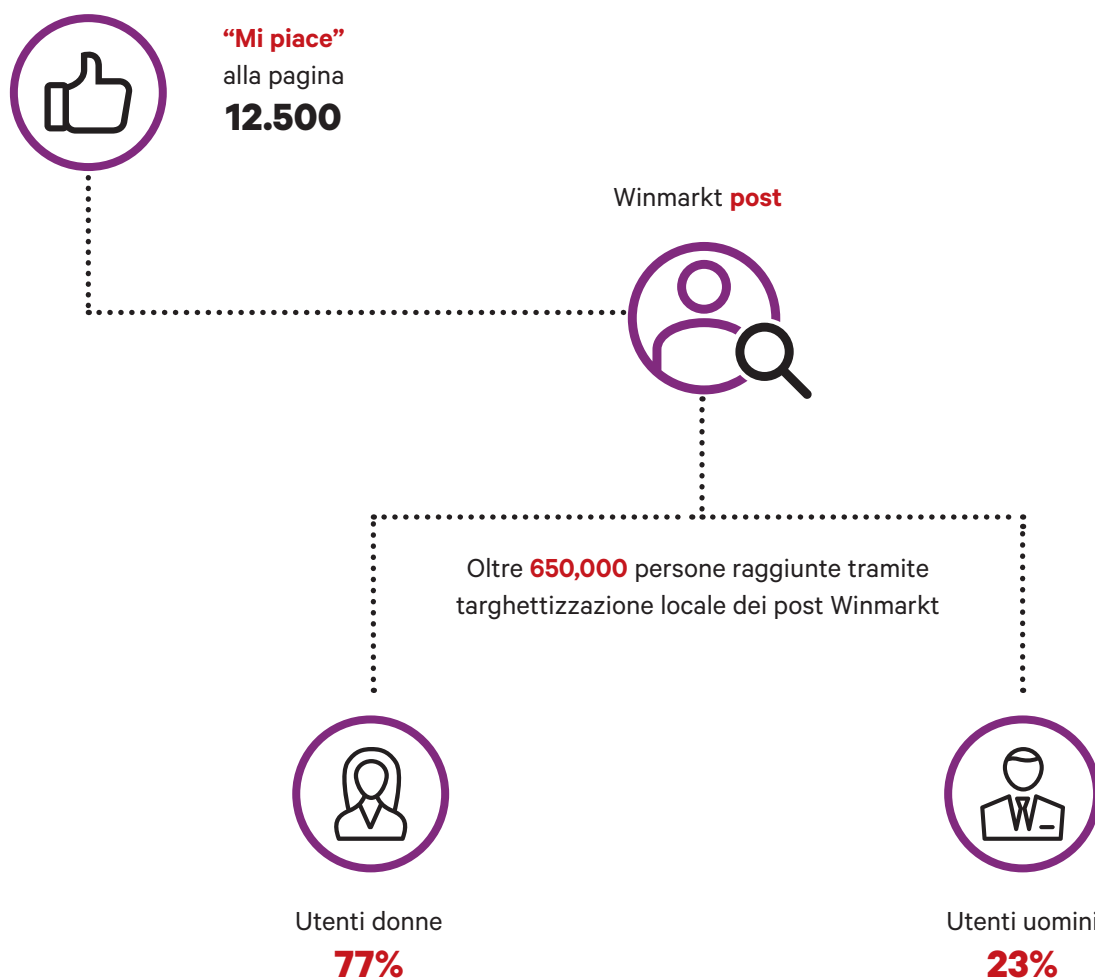 “Mi piace”
alla pagina
12.500
Winmarkt post
Oltre 650,000 persone raggiunte tramite
targhettizzazione locale dei post Winmarkt
Utenti donne
77%
Utenti uomini
23%